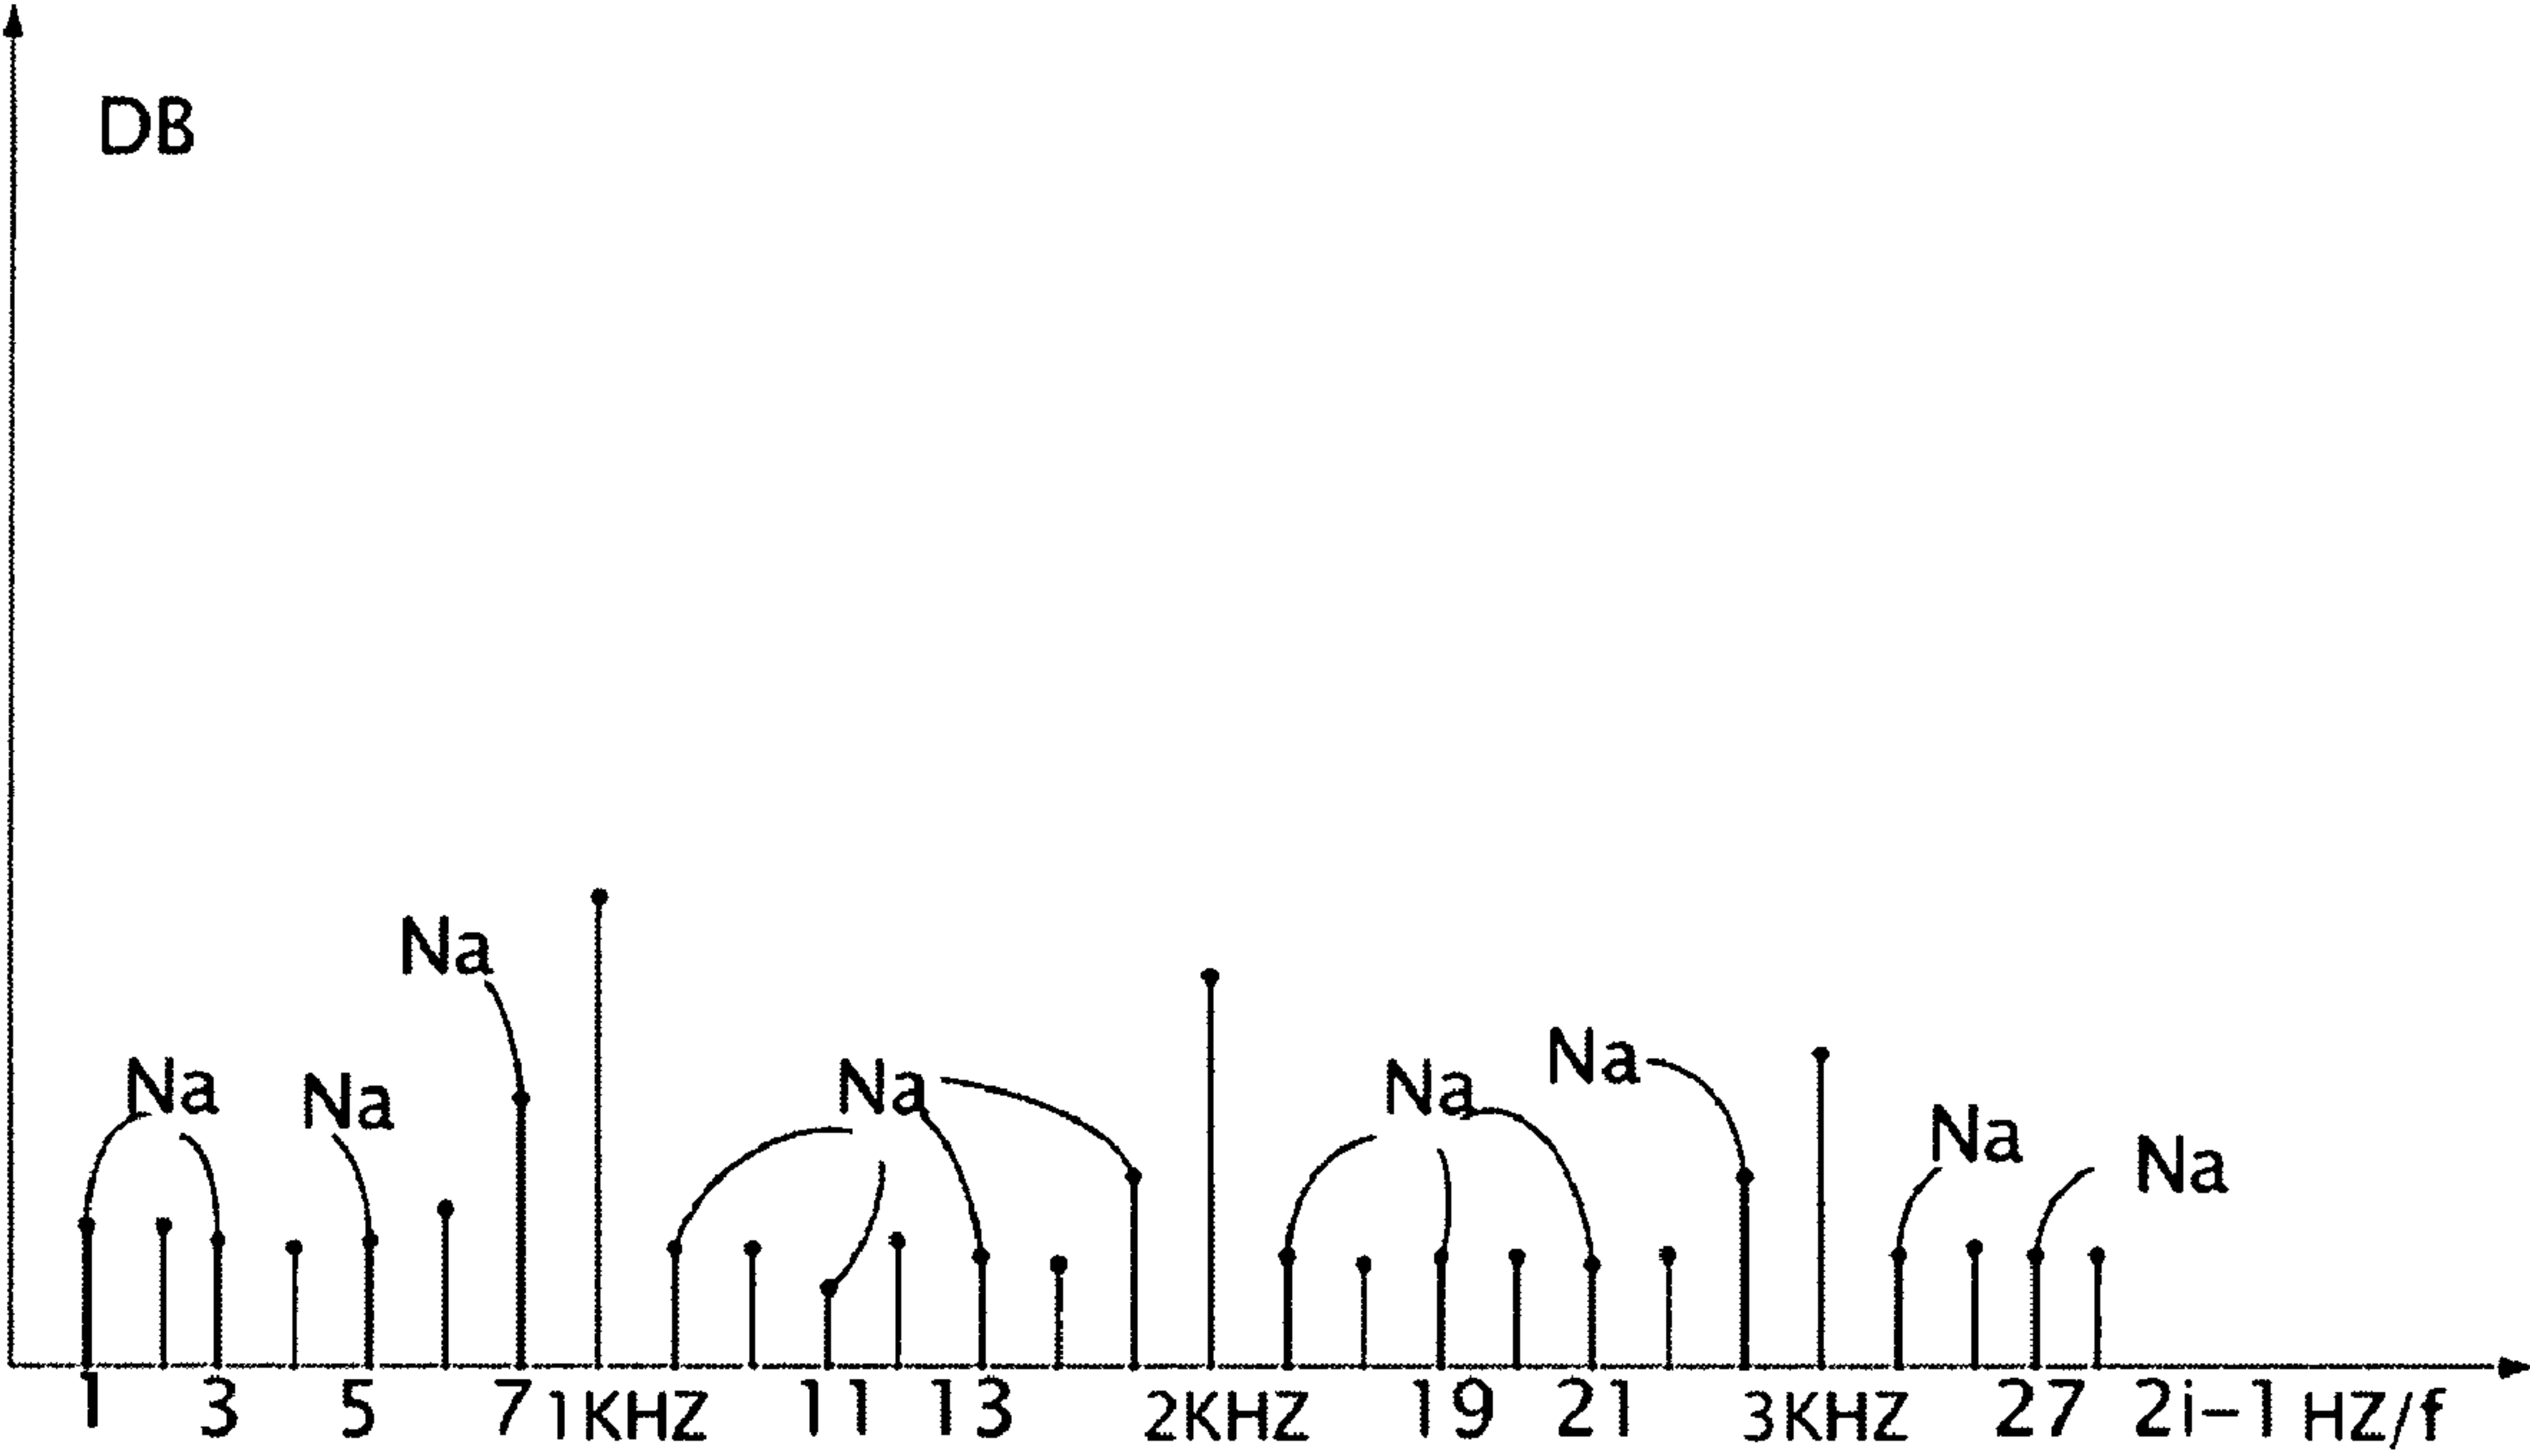 DB
Na
Na Na Na Na
Na Na Na
Na
1 3 5 7 1KHZ 11 13 2KHZ 19 21 3KHZ 27 2i-1 HZ/f